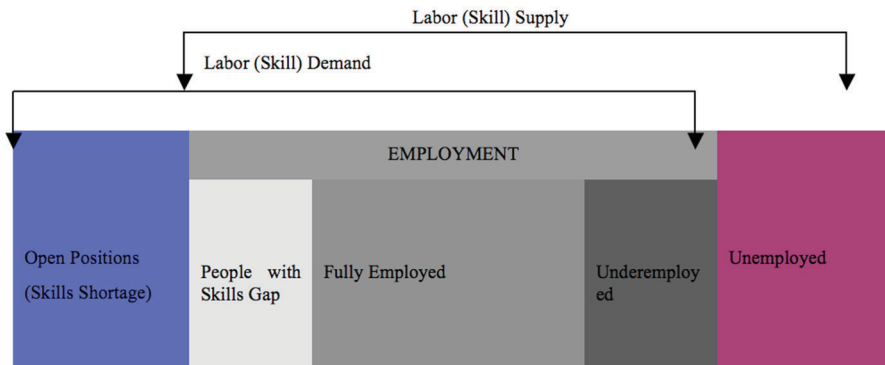 Labor (Skill) Supply
Labor (Skill) Demand
EMPLOYMENT
Open Positions
(Skills Shortage)
People with
Skills Gap
Fully Employed
Underemploy
ed
Unemployed